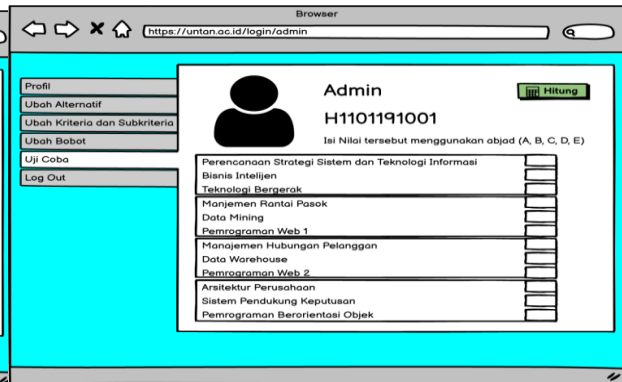 Browser
https://untan.ac.id/login/admin
Profil
Ubah Alternatif
Ubah Kriteria dan Subkriteria
Ubah Bobot
Uji Coba
Log Out
Admin
Hitung
H1101191001
Isi Nilai tersebut menggunakan abjad (A, B, C, D, E)
Perencanaan Strategi Sistem dan Teknologi Informasi
Bisnis Intelijen
Teknologi Bergerak
Manjemen Rantai Pasok
Data Mining
Pemrograman Web 1
Manajemen Hubungan Pelanggan
Data Warehouse
Pemrograman Web 2
Arsitektur Perusahaan
Sistem Pendukung Keputusan
Pemrograman Berorientasi Objek